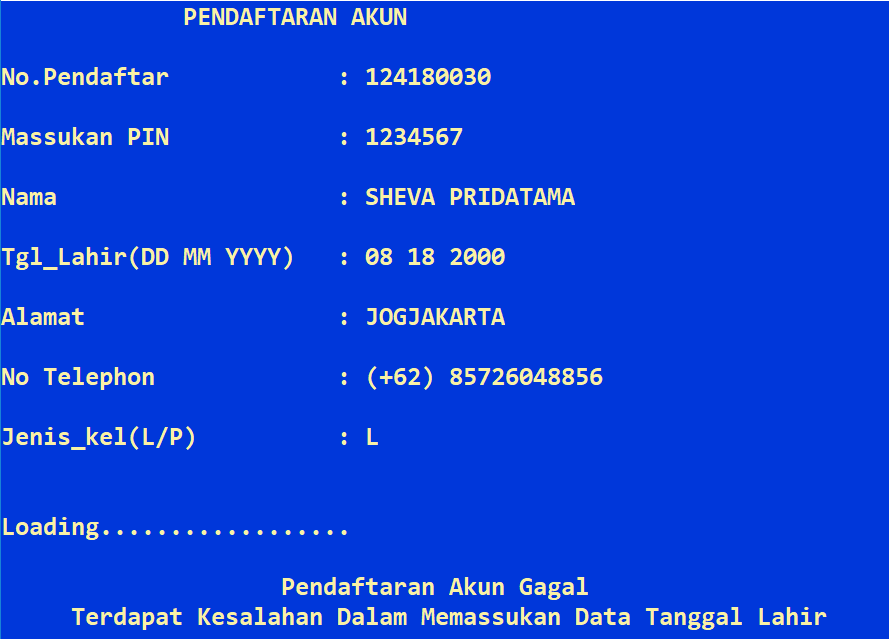 PENDAFTARAN AKUN
No.Pendaftar : 124180030
Massukan PIN : 1234567
Nama : SHEVA PRIDATAMA
Tgl_Lahir(DD MM YYYY) : 08 18 2000
Alamat : JOGJAKARTA
No Telephon : (+62) 85726048856
Jenis_kel(L/P) : L
Loading..................
Pendaftaran Akun Gagal
Terdapat Kesalahan Dalam Memassukan Data Tanggal Lahir